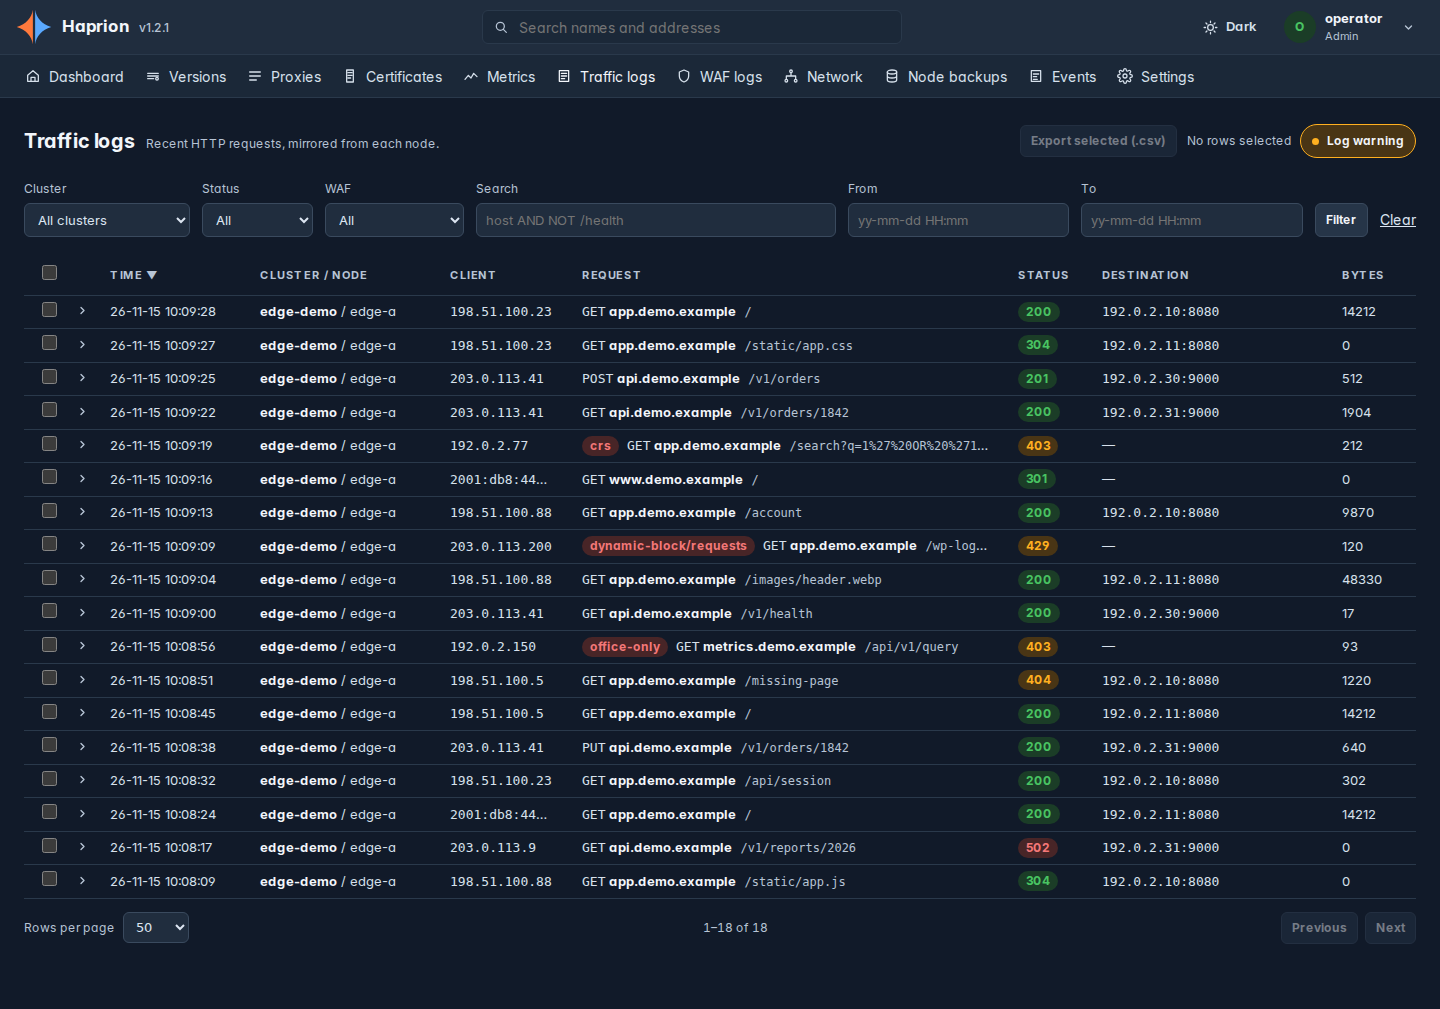 Haprion v1.2.1 Search names and addresses Dark O operator
Admin
Dashboard Versions Proxies Certificates Metrics Traffic logs WAF logs Network Node backups Events Settings
Traffic logs Recent HTTP requests, mirrored from each node. Export selected (.csv) No rows selected Log warning
Cluster Status WAF Search From To
All clusters All All host AND NOT /health yy-mm-dd HH:mm yy-mm-dd HH:mm Filter Clear
TIME ▼ CLUSTER / NODE CLIENT REQUEST STATUS DESTINATION BYTES
26-11-15 10:09:28 edge-demo / edge-a 198.51.100.23 GET app.demo.example / 200 192.0.2.10:8080 14212
26-11-15 10:09:27 edge-demo / edge-a 198.51.100.23 GET app.demo.example /static/app.css 304 192.0.2.11:8080 0
26-11-15 10:09:25 edge-demo / edge-a 203.0.113.41 POST api.demo.example /v1/orders 201 192.0.2.30:9000 512
26-11-15 10:09:22 edge-demo / edge-a 203.0.113.41 GET api.demo.example /v1/orders/1842 200 192.0.2.31:9000 1904
26-11-15 10:09:19 edge-demo / edge-a 192.0.2.77 crs GET app.demo.example /search?q=1%27%20OR%20%271... 403 — 212
26-11-15 10:09:16 edge-demo / edge-a 2001:db8:44... GET www.demo.example / 301 — 0
26-11-15 10:09:13 edge-demo / edge-a 198.51.100.88 GET app.demo.example /account 200 192.0.2.10:8080 9870
26-11-15 10:09:09 edge-demo / edge-a 203.0.113.200 dynamic-block/requests GET app.demo.example /wp-log... 429 — 120
26-11-15 10:09:04 edge-demo / edge-a 198.51.100.88 GET app.demo.example /images/header.webp 200 192.0.2.11:8080 48330
26-11-15 10:09:00 edge-demo / edge-a 203.0.113.41 GET api.demo.example /v1/health 200 192.0.2.30:9000 17
26-11-15 10:08:56 edge-demo / edge-a 192.0.2.150 office-only GET metrics.demo.example /api/v1/query 403 — 93
26-11-15 10:08:51 edge-demo / edge-a 198.51.100.5 GET app.demo.example /missing-page 404 192.0.2.10:8080 1220
26-11-15 10:08:45 edge-demo / edge-a 198.51.100.5 GET app.demo.example / 200 192.0.2.11:8080 14212
26-11-15 10:08:38 edge-demo / edge-a 203.0.113.41 PUT api.demo.example /v1/orders/1842 200 192.0.2.31:9000 640
26-11-15 10:08:32 edge-demo / edge-a 198.51.100.23 GET app.demo.example /api/session 200 192.0.2.10:8080 302
26-11-15 10:08:24 edge-demo / edge-a 2001:db8:44... GET app.demo.example / 200 192.0.2.11:8080 14212
26-11-15 10:08:17 edge-demo / edge-a 203.0.113.9 GET api.demo.example /v1/reports/2026 502 192.0.2.31:9000 0
26-11-15 10:08:09 edge-demo / edge-a 198.51.100.88 GET app.demo.example /static/app.js 304 192.0.2.10:8080 0
Rows per page 50 1–18 of 18 Previous Next